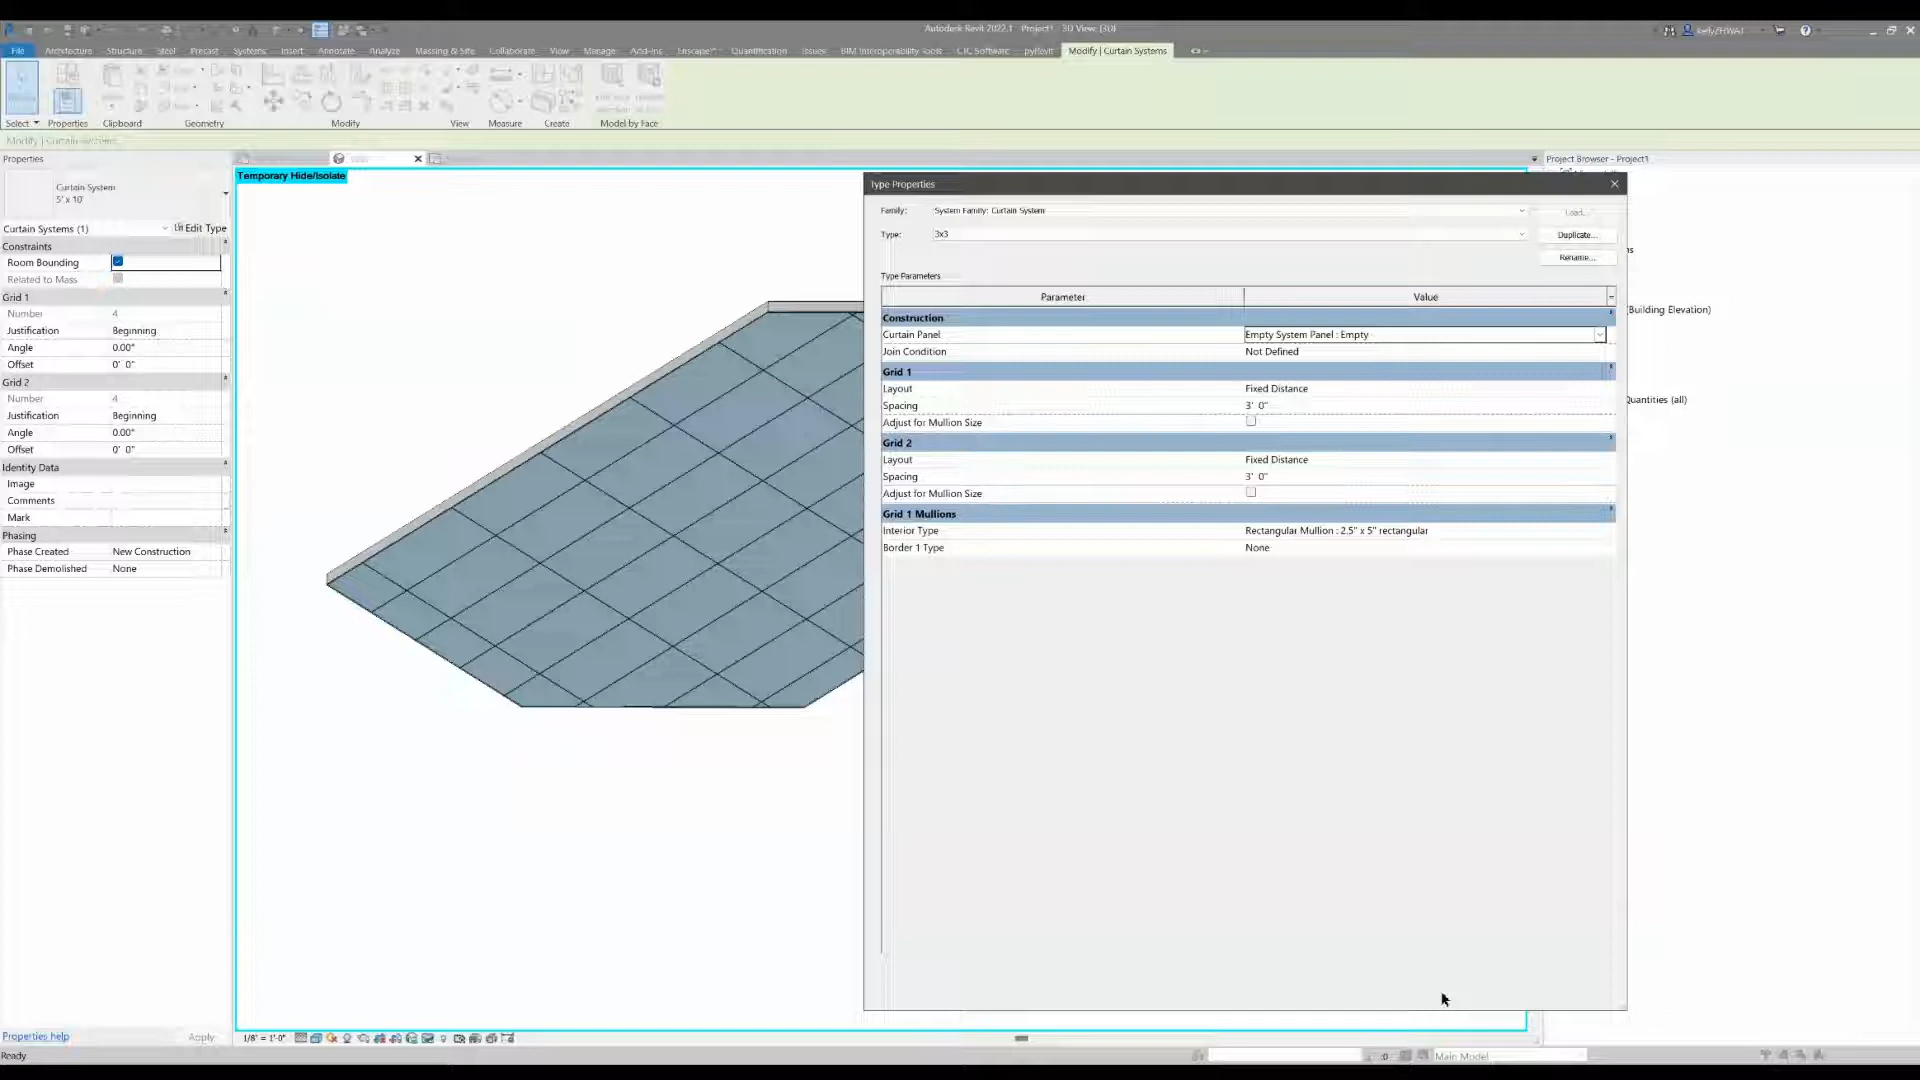 Autodesk Revit 2022.1 - Project1 - 3D View: {3D}
File Architecture Structure Steel Precast Systems Insert Annotate Analyze Massing & Site Collaborate View Manage Add-Ins Enscape™ Quantification Issues BIM Interoperability Tools CTC Software pyRevit Modify | Curtain Systems
Select Properties Clipboard Geometry Modify View Measure Create Model by Face
Modify | Curtain Systems
Properties
Project Browser - Project1
Curtain System
5' x 10'
Curtain Systems (1) Edit Type
Constraints
Room Bounding
Related to Mass
Grid 1
Number 4
Justification Beginning
Angle 0.00°
Offset 0' 0"
Grid 2
Number 4
Justification Beginning
Angle 0.00°
Offset 0' 0"
Identity Data
Image
Comments
Mark
Phasing
Phase Created New Construction
Phase Demolished None
Properties help Apply
Ready
Temporary Hide/Isolate
Type Properties
Family: System Family: Curtain System Load...
Type: 3x3 Duplicate...
Rename...
Type Parameters
Parameter Value
Construction
Curtain Panel Empty System Panel : Empty
Join Condition Not Defined
Grid 1
Layout Fixed Distance
Spacing 3' 0"
Adjust for Mullion Size
Grid 2
Layout Fixed Distance
Spacing 3' 0"
Adjust for Mullion Size
Grid 1 Mullions
Interior Type Rectangular Mullion : 2.5" x 5" rectangular
Border 1 Type None
(Building Elevation)
Quantities (all)
1/8" = 1'-0"
:0 Main Model